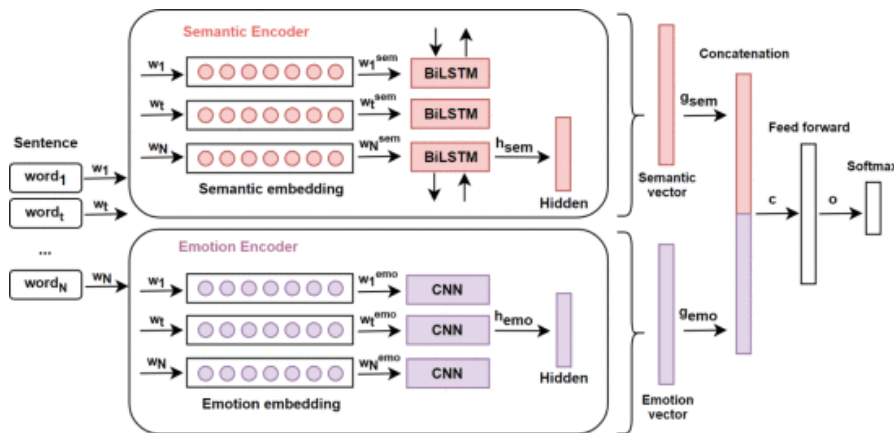 Sentence
word1
w1
wordt
wt
...
wordN
wN
Semantic Encoder
w1
w1sem
BiLSTM
wt
wtsem
BiLSTM
wN
wNsem
BiLSTM
hsem
Semantic embedding
Hidden
Emotion Encoder
w1
w1emo
CNN
wt
wtemo
CNN
hemo
wN
wNemo
CNN
Emotion embedding
Hidden
Semantic
vector
gsem
Emotion
vector
gemo
Concatenation
c
Feed forward
o
Softmax